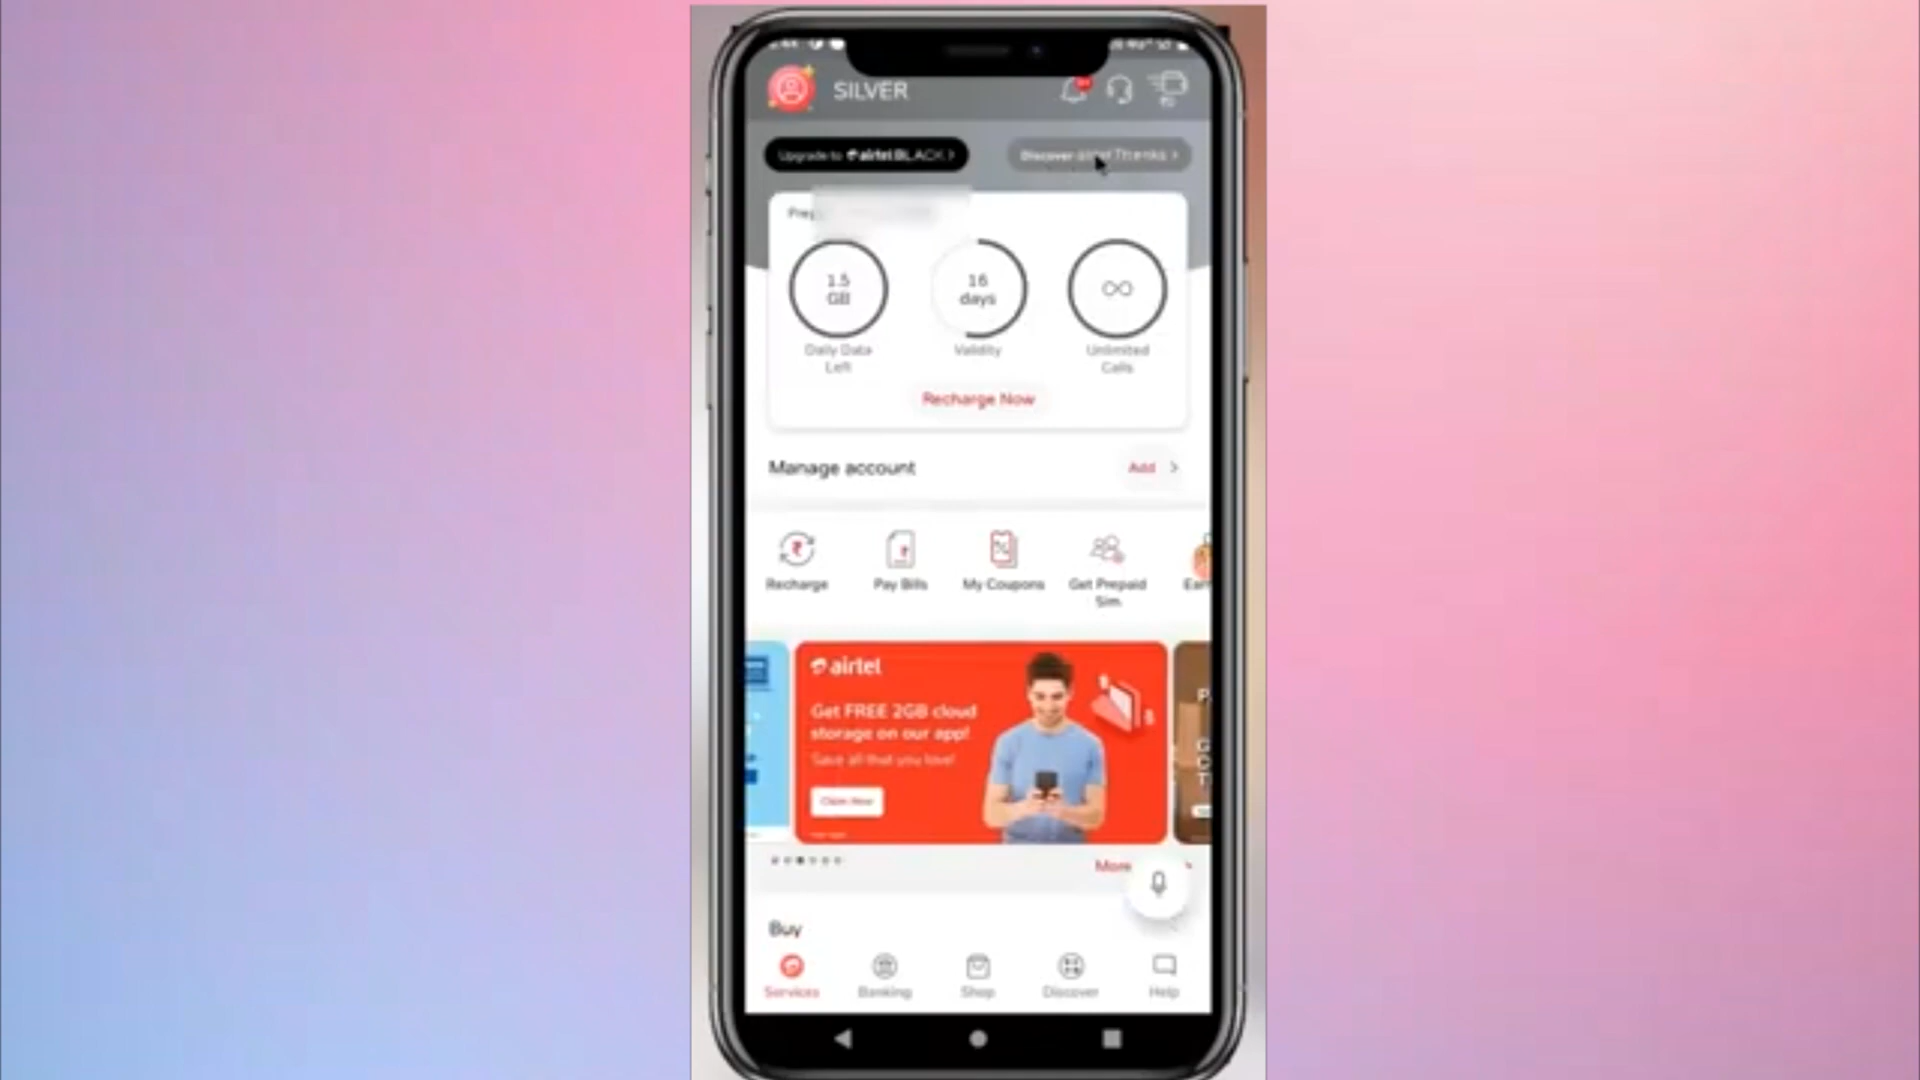 SILVER
Upgrade to airtel BLACK >
Discover airtel Thanks >
1.5
GB
16
days
∞
Daily Data
Left
Validity
Unlimited
Calls
Recharge Now
Manage account
Add >
Recharge
Pay Bills
My Coupons
Get Prepaid
Sim
airtel
Get FREE 2GB cloud
storage on our app!
Save all that you love!
Claim Now
More
Buy
Services
Banking
Shop
Discover
Help